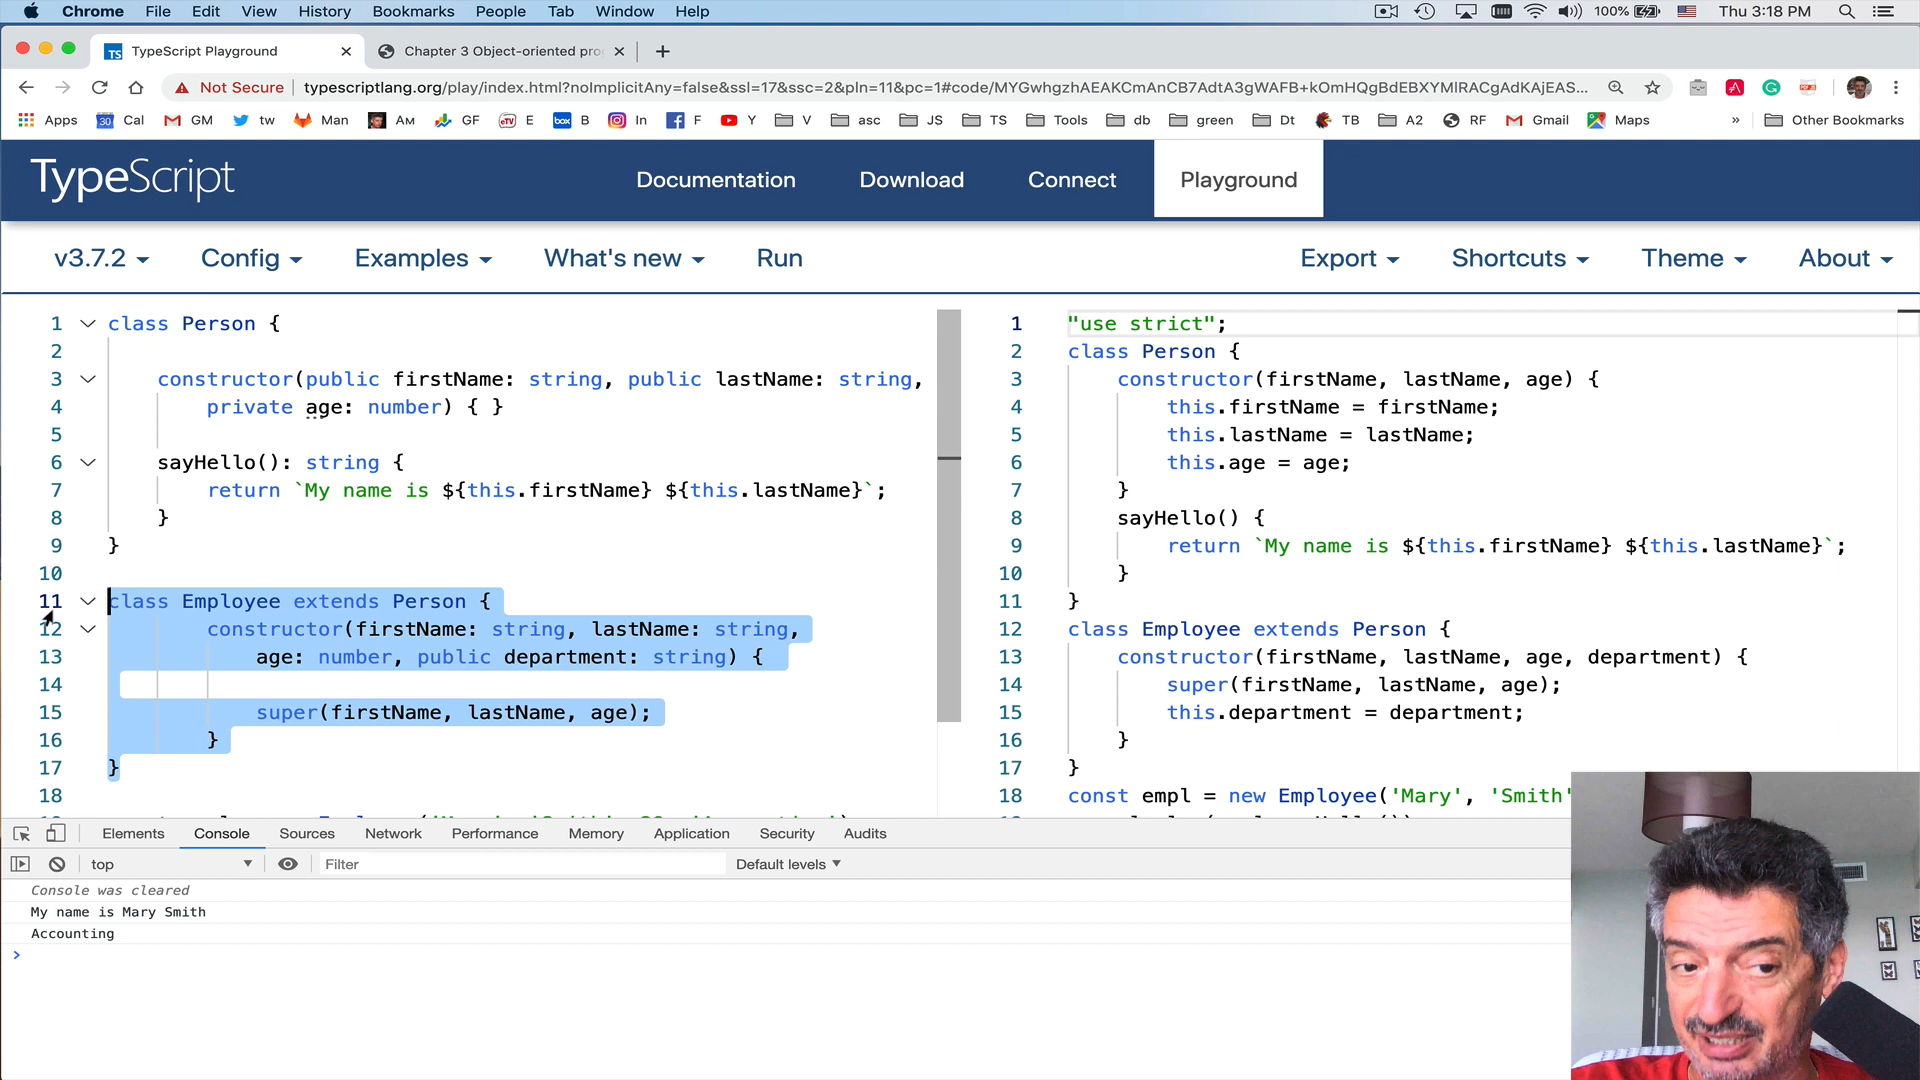 Chrome File Edit View History Bookmarks People Tab Window Help 100% Thu 3:18 PM
TS TypeScript Playground Chapter 3 Object-oriented pro
Not Secure typescriptlang.org/play/index.html?noImplicitAny=false&ssl=17&ssc=2&pln=11&pc=1#code/MYGwhgzhAEAKCmAnCB7AdtA3gWAFB+kOmHQgBdEBXYMlRACgAdKAjEAS...
Apps 30 Cal GM tw Man Ам GF eTV E box B IG F Y V asc JS TS Tools db green Dt TB A2 RF Gmail Maps » Other Bookmarks
TypeScript
Documentation Download Connect Playground
v3.7.2 Config Examples What's new Run Export Shortcuts Theme About
1 class Person {
2
3 constructor(public firstName: string, public lastName: string,
4 private age: number) { }
5
6 sayHello(): string {
7 return `My name is ${this.firstName} ${this.lastName}`;
8 }
9 }
10
11 class Employee extends Person {
12 constructor(firstName: string, lastName: string,
13 age: number, public department: string) {
14
15 super(firstName, lastName, age);
16 }
17 }
18
1 "use strict";
2 class Person {
3 constructor(firstName, lastName, age) {
4 this.firstName = firstName;
5 this.lastName = lastName;
6 this.age = age;
7 }
8 sayHello() {
9 return `My name is ${this.firstName} ${this.lastName}`;
10 }
11 }
12 class Employee extends Person {
13 constructor(firstName, lastName, age, department) {
14 super(firstName, lastName, age);
15 this.department = department;
16 }
17 }
18 const empl = new Employee('Mary', 'Smith'
Elements Console Sources Network Performance Memory Application Security Audits
top Filter Default levels
Console was cleared
My name is Mary Smith
Accounting
>